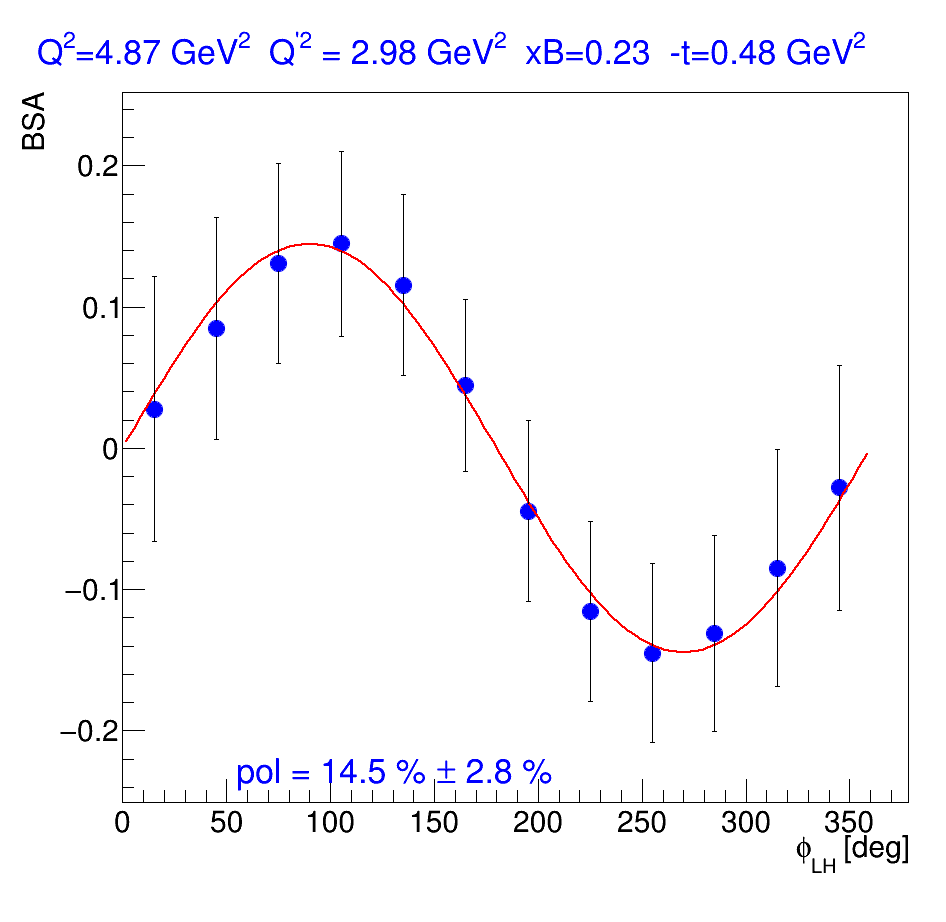 Q²=4.87 GeV² Q'² = 2.98 GeV² xB=0.23 -t=0.48 GeV²
BSA
0.2
0.1
0
−0.1
−0.2
pol = 14.5 % ± 2.8 %
0 50 100 150 200 250 300 350
ϕ_LH [deg]